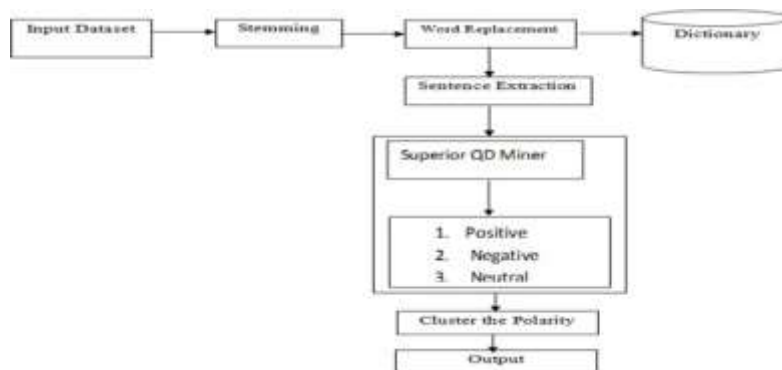 Input Dataset
Stemming
Word Replacement
Dictionary
Sentence Extraction
Superior QD Miner
1. Positive
2. Negative
3. Neutral
Cluster the Polarity
Output